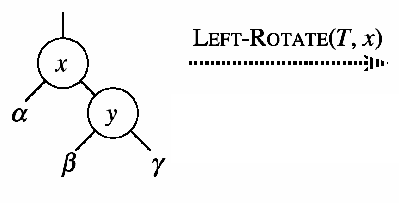 LEFT-ROTATE(T, x)
x
α
y
β
γ